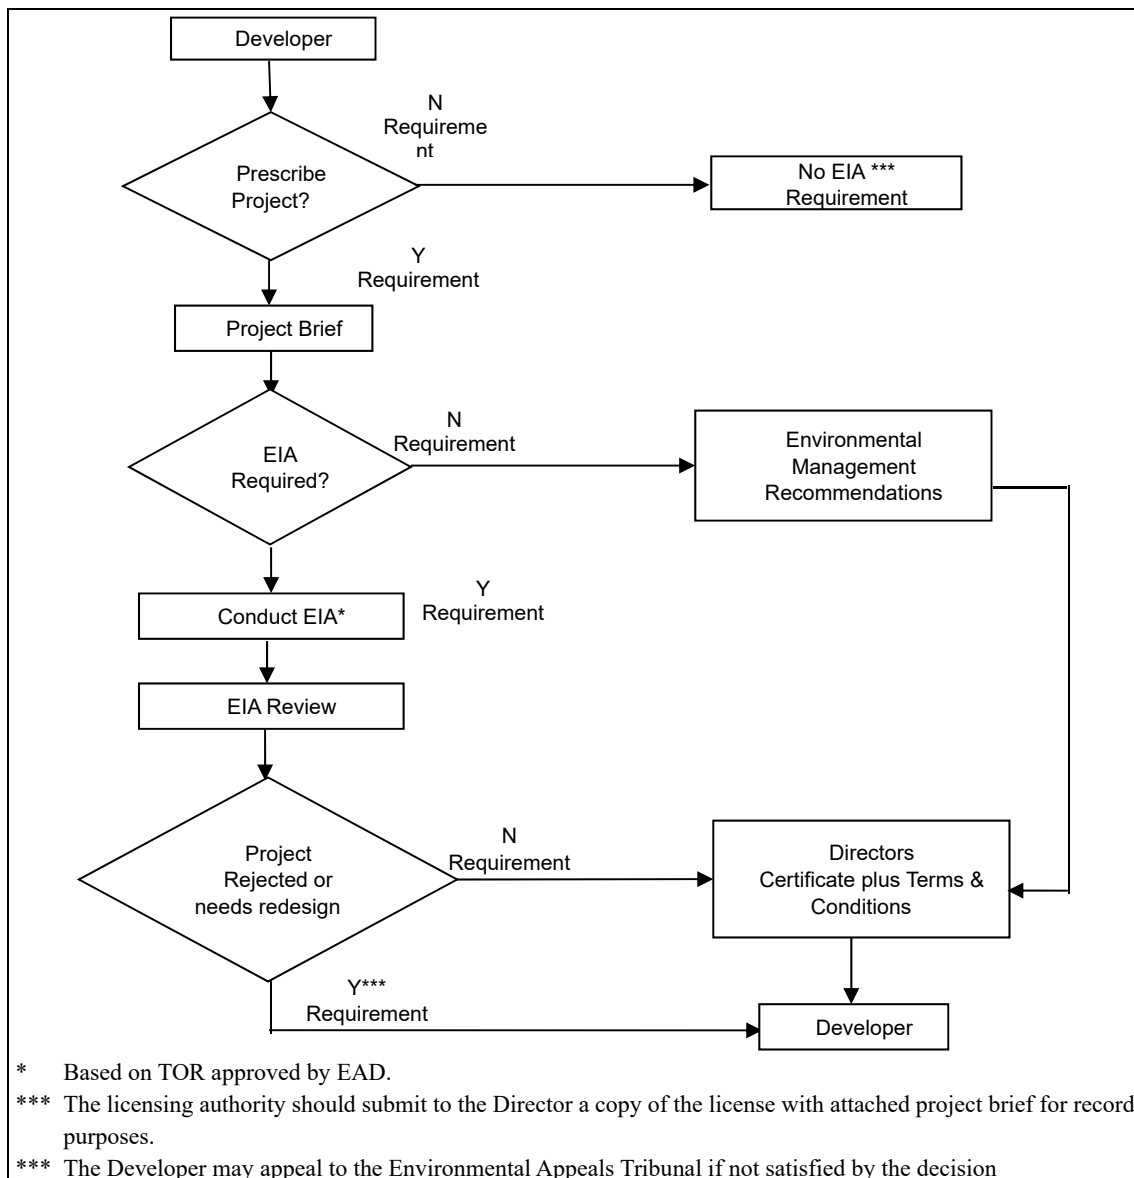 Developer
N
Requireme
nt
Prescribe
Project?
No EIA ***
Requirement
Y
Requirement
Project Brief
N
Requirement
EIA
Required?
Environmental
Management
Recommendations
Y
Requirement
Conduct EIA*
EIA Review
N
Requirement
Project
Rejected or
needs redesign
Directors
Certificate plus Terms &
Conditions
Y***
Requirement
Developer
* Based on TOR approved by EAD.
*** The licensing authority should submit to the Director a copy of the license with attached project brief for record
purposes.
*** The Developer may appeal to the Environmental Appeals Tribunal if not satisfied by the decision